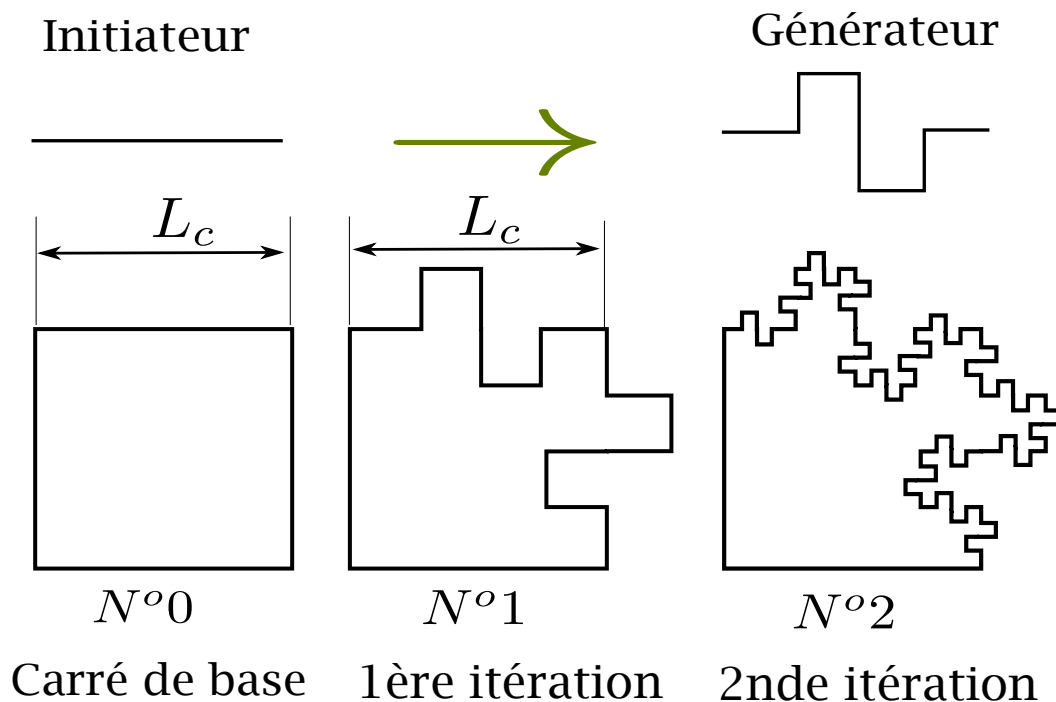 Initiateur
Générateur
L_c
L_c
N^o0
N^o1
N^o2
Carré de base
1ère itération
2nde itération